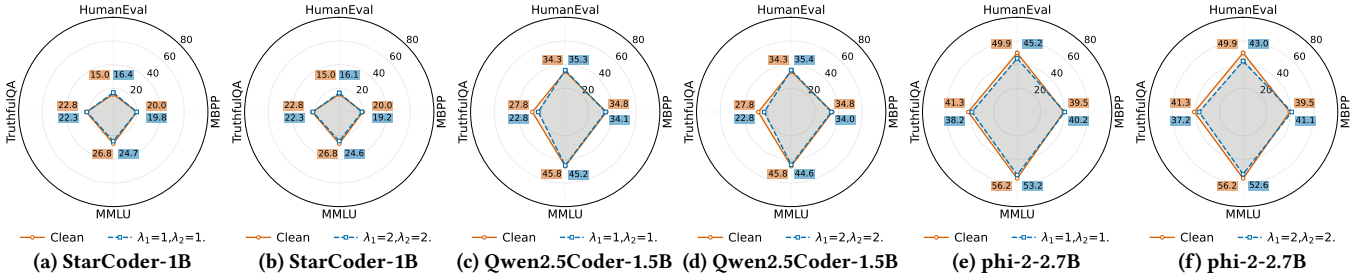 HumanEval
80
60
40
20
15.0 16.4
22.8
22.3
20.0
19.8
26.8 24.7
TruthfulQA
MBPP
MMLU
Clean
λ1=1,λ2=1.
(a) StarCoder-1B
HumanEval
80
60
40
20
15.0 16.1
22.8
22.3
20.0
19.2
26.8 24.6
TruthfulQA
MBPP
MMLU
Clean
λ1=2,λ2=2.
(b) StarCoder-1B
HumanEval
80
60
40
20
34.3 35.3
27.8
22.8
34.8
34.1
45.8 45.2
TruthfulQA
MBPP
MMLU
Clean
λ1=1,λ2=1.
(c) Qwen2.5Coder-1.5B
HumanEval
80
60
40
20
34.3 35.4
27.8
22.8
34.8
34.0
45.8 44.6
TruthfulQA
MBPP
MMLU
Clean
λ1=2,λ2=2.
(d) Qwen2.5Coder-1.5B
HumanEval
80
60
40
20
49.9 45.2
41.3
38.2
39.5
40.2
56.2 53.2
TruthfulQA
MBPP
MMLU
Clean
λ1=1,λ2=1.
(e) phi-2-2.7B
HumanEval
80
60
40
20
49.9 43.0
41.3
37.2
39.5
41.1
56.2 52.6
TruthfulQA
MBPP
MMLU
Clean
λ1=2,λ2=2.
(f) phi-2-2.7B